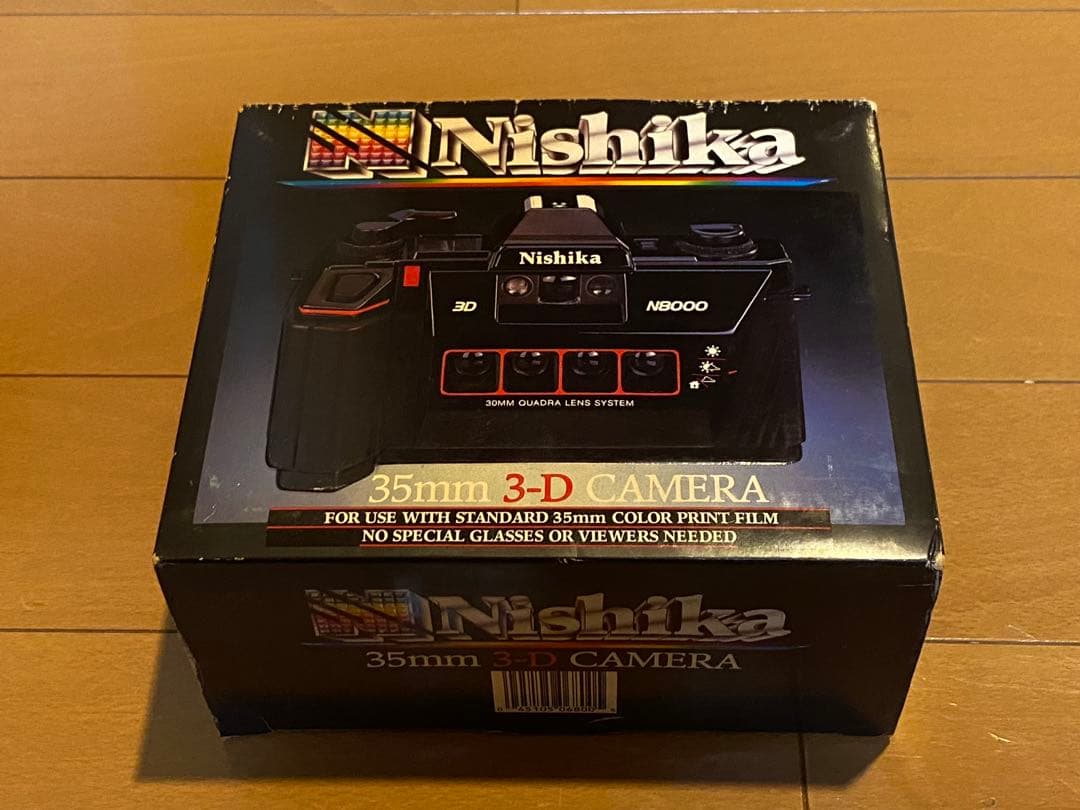 N Nishika
Nishika
3D
N8000
30MM QUADRA LENS SYSTEM
35mm 3-D CAMERA
FOR USE WITH STANDARD 35mm COLOR PRINT FILM
NO SPECIAL GLASSES OR VIEWERS NEEDED
N Nishika
35mm 3-D CAMERA